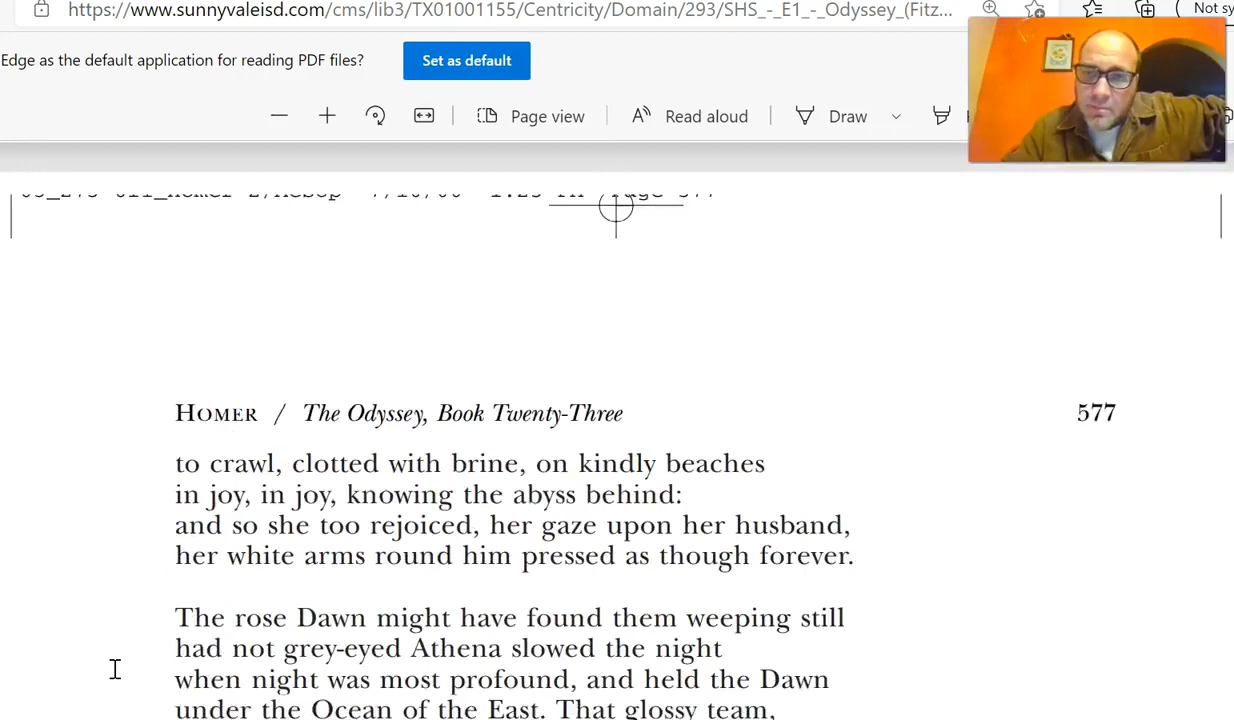 https://www.sunnyvaleisd.com/cms/lib3/TX01001155/Centricity/Domain/293/SHS_-_E1_-_Odyssey_(Fitz...
Not sy
Edge as the default application for reading PDF files?
Set as default
Page view
Read aloud
Draw
HOMER / The Odyssey, Book Twenty-Three 577
to crawl, clotted with brine, on kindly beaches
in joy, in joy, knowing the abyss behind:
and so she too rejoiced, her gaze upon her husband,
her white arms round him pressed as though forever.
The rose Dawn might have found them weeping still
had not grey-eyed Athena slowed the night
when night was most profound, and held the Dawn
under the Ocean of the East. That glossy team,